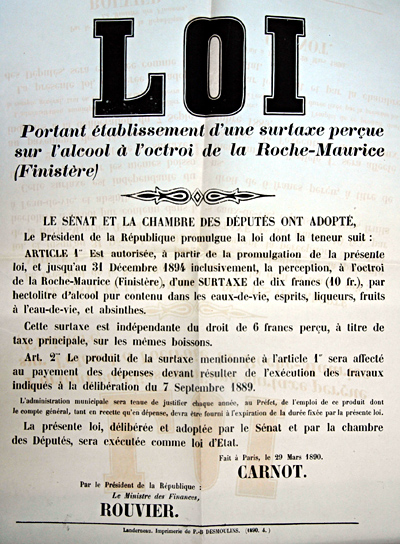 LOI
Portant établissement d'une surtaxe perçue
sur l'alcool à l'octroi de la Roche-Maurice
(Finistère)
LE SÉNAT ET LA CHAMBRE DES DÉPUTÉS ONT ADOPTÉ,
Le Président de la République promulgue la loi dont la teneur suit :
ARTICLE 1er Est autorisée, à partir de la promulgation de la présente
loi, et jusqu'au 31 Décembre 1894 inclusivement, la perception, à l'octroi
de la Roche-Maurice (Finistère), d'une SURTAXE de dix francs (10 fr.), par
hectolitre d'alcool pur contenu dans les eaux-de-vie, esprits, liqueurs, fruits
à l'eau-de-vie, et absinthes.
Cette surtaxe est indépendante du droit de 6 francs perçu, à titre de
taxe principale, sur les mêmes boissons.
Art. 2me Le produit de la surtaxe mentionnée à l'article 1er sera affecté
au payement des dépenses devant résulter de l'exécution des travaux
indiqués à la délibération du 7 Septembre 1889.
L'administration municipale sera tenue de justifier chaque année, au Préfet, de l'emploi de ce produit dont
le compte général, tant en recette qu'en dépense, devra être fourni à l'expiration de la durée fixée par la présente loi.
La présente loi, délibérée et adoptée par le Sénat et par la chambre
des Députés, sera exécutée comme loi d'Etat.
Fait à Paris, le 29 Mars 1890.
CARNOT.
Par le Président de la République :
Le Ministre des Finances,
ROUVIER.
Landerneau. Imprimerie de P.-B DESMOULINS. (1890. 4.)